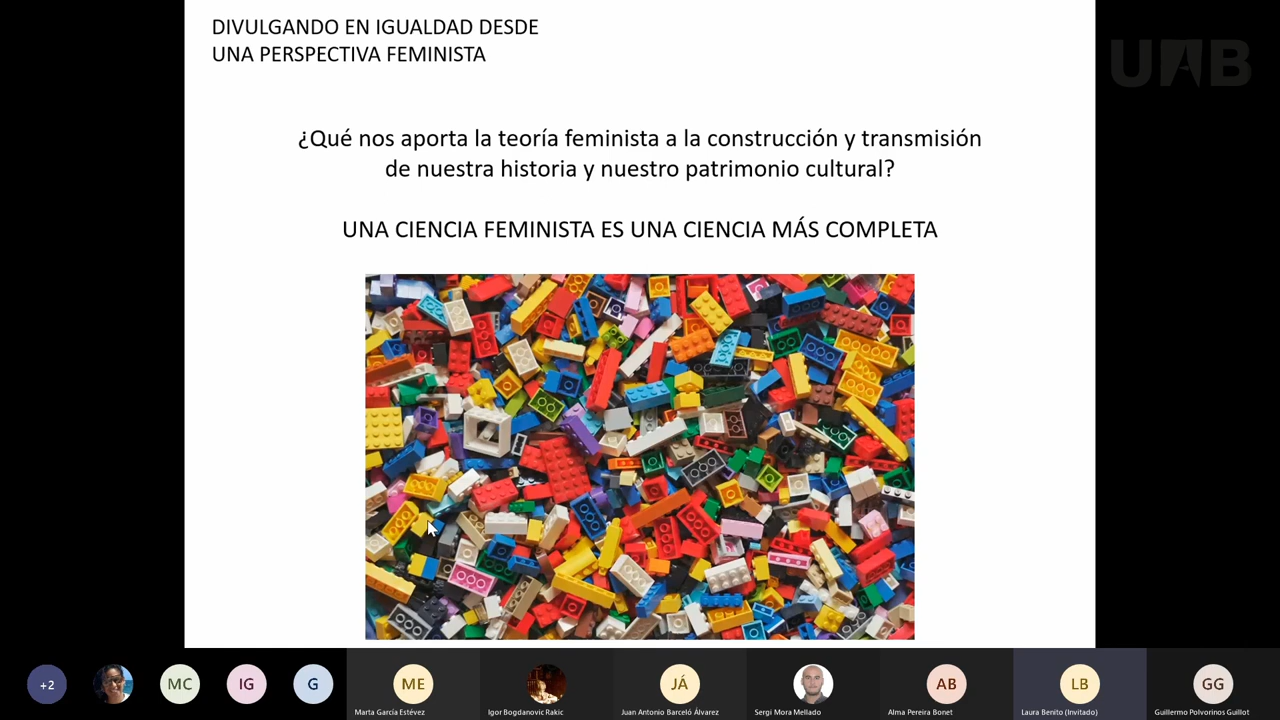 DIVULGANDO EN IGUALDAD DESDE
UNA PERSPECTIVA FEMINISTA
UAB
¿Qué nos aporta la teoría feminista a la construcción y transmisión
de nuestra historia y nuestro patrimonio cultural?
UNA CIENCIA FEMINISTA ES UNA CIENCIA MÁS COMPLETA
+2
MC
IG
G
ME
JÁ
AB
LB
GG
Marta García Estévez
Igor Bogdanovic Rakic
Juan Antonio Barceló Álvarez
Sergi Mora Mellado
Alma Pereira Bonet
Laura Benito (Invitado)
Guillermo Polvorinos Guillot